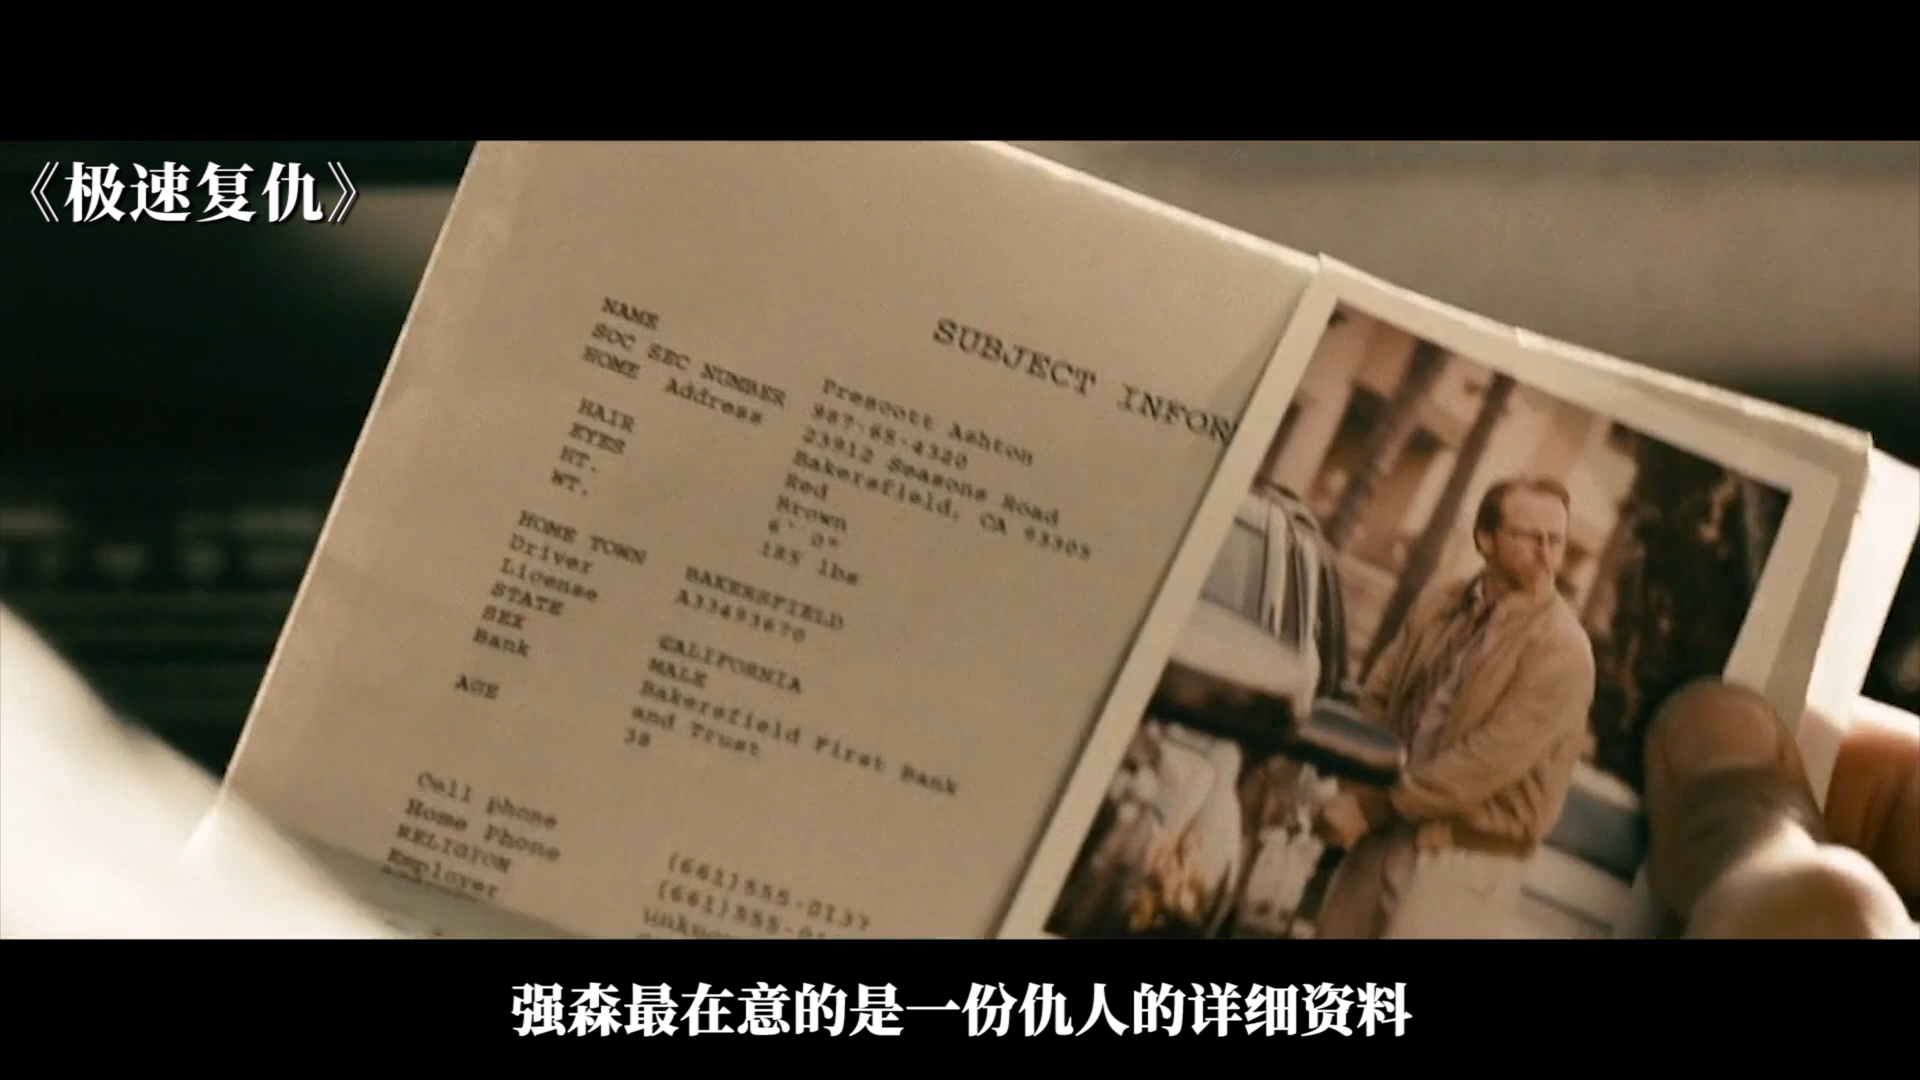 《极速复仇》
SUBJECT INFOR
NAME Prescott Ashton
SOC SEC NUMBER 987-65-4320
HOME Address 23912 Seasons Road
Bakersfield, CA 93305
HAIR Red
EYES Brown
HT. 6' 0"
WT. 185 lbs
HOME TOWN BAKERSFIELD
Driver A33493670
License
STATE CALIFORNIA
SEX MALE
Bank Bakersfield First Bank
and Trust
AGE 38
Cell phone (661)555-0137
Home Phone (661)555-01
RELIGION
Employer
强森最在意的是一份仇人的详细资料